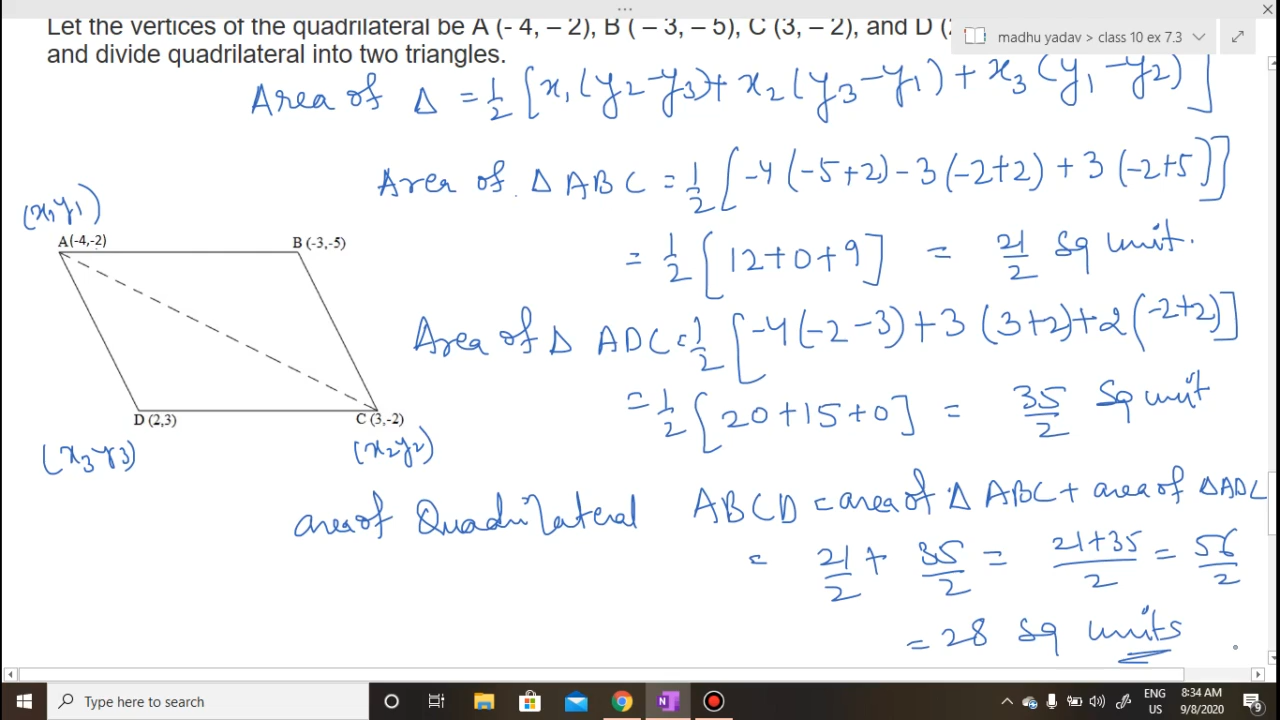 Let the vertices of the quadrilateral be A (- 4, – 2), B ( – 3, – 5), C (3, – 2), and D (
madhu yadav > class 10 ex 7.3
and divide quadrilateral into two triangles.
Area of Δ = 1/2 [x1(y2-y3)+ x2(y3-y1) + x3(y1-y2)]
Area of Δ ABC = 1/2 [-4(-5+2)-3(-2+2)+3(-2+5)]
= 1/2 [12+0+9] = 21/2 Sq unit.
(x1y1)
A(-4,-2)
B (-3,-5)
Area of Δ ADC = 1/2 [-4(-2-3)+3(3+2)+2(-2+2)]
= 1/2 [20+15+0] = 35/2 Sq unit
D (2,3)
C (3,-2)
(x3y3)
(x2y2)
area of Quadrilateral ABCD = area of Δ ABC + area of ΔADC
= 21/2 + 35/2 = 21+35/2 = 56/2
= 28 Sq units
Type here to search
ENG
US
8:34 AM
9/8/2020
9